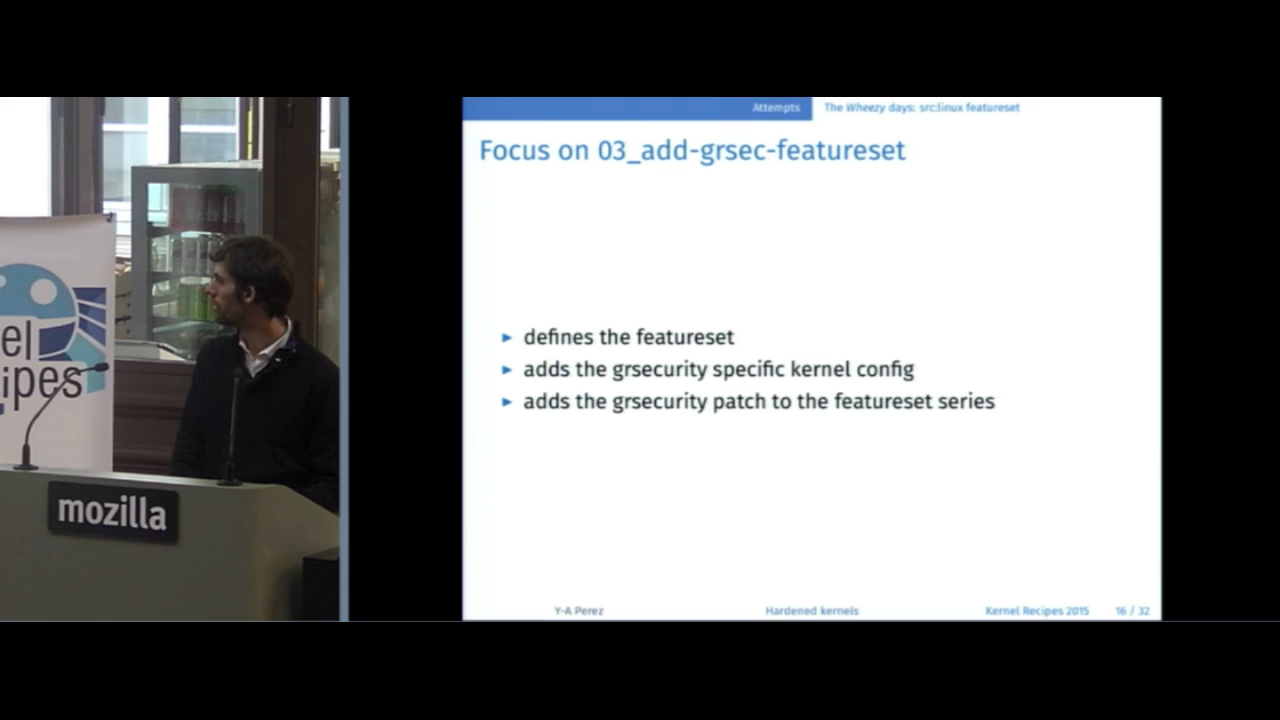 Attempts The Wheezy days: src:linux featureset
Focus on 03_add-grsec-featureset
► defines the featureset
► adds the grsecurity specific kernel config
► adds the grsecurity patch to the featureset series
Y-A Perez Hardened kernels Kernel Recipes 2015 16 / 32
el
ipes
mozilla